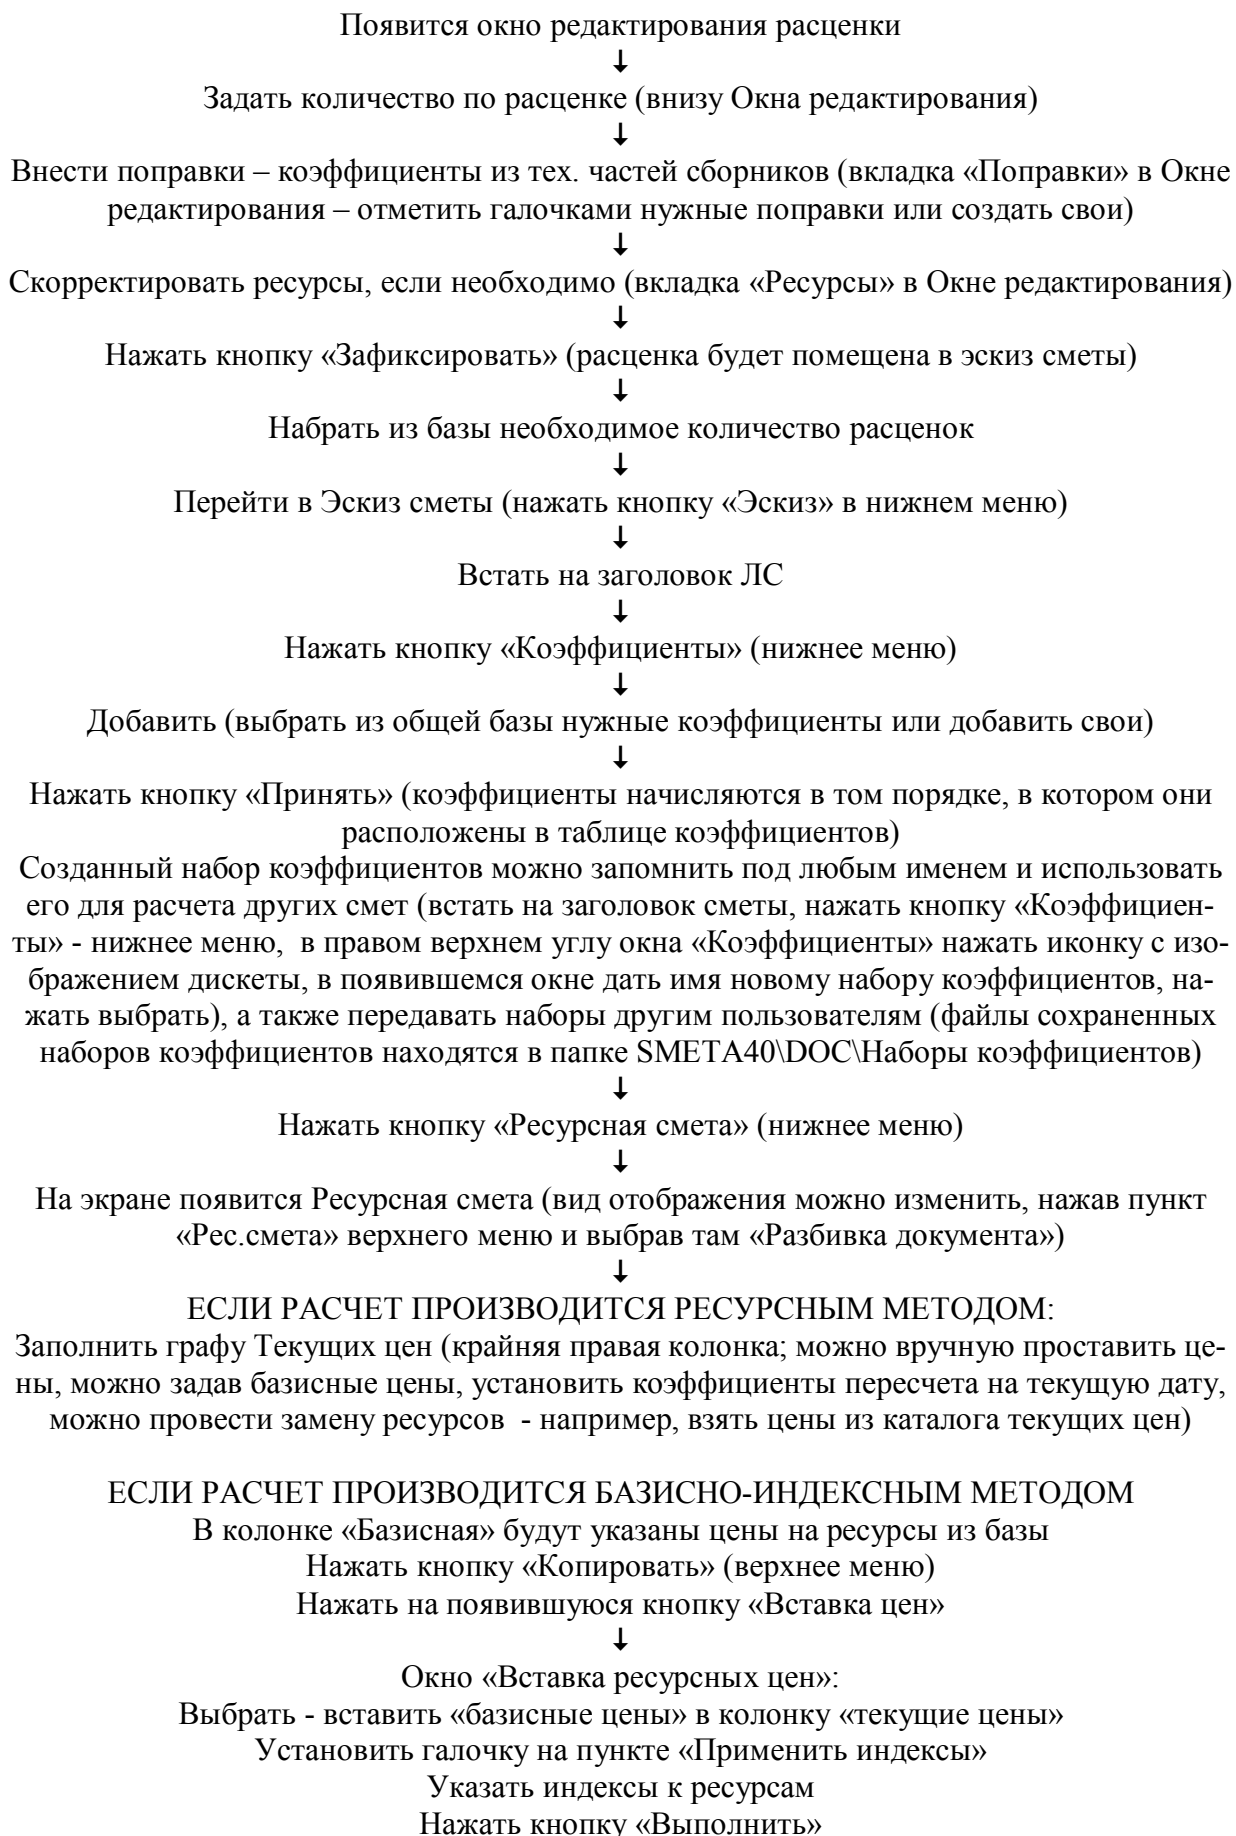 Появится окно редактирования расценки
↓
Задать количество по расценке (внизу Окна редактирования)
↓
Внести поправки – коэффициенты из тех. частей сборников (вкладка «Поправки» в Окне
редактирования – отметить галочками нужные поправки или создать свои)
↓
Скорректировать ресурсы, если необходимо (вкладка «Ресурсы» в Окне редактирования)
↓
Нажать кнопку «Зафиксировать» (расценка будет помещена в эскиз сметы)
↓
Набрать из базы необходимое количество расценок
↓
Перейти в Эскиз сметы (нажать кнопку «Эскиз» в нижнем меню)
↓
Встать на заголовок ЛС
↓
Нажать кнопку «Коэффициенты» (нижнее меню)
↓
Добавить (выбрать из общей базы нужные коэффициенты или добавить свои)
↓
Нажать кнопку «Принять» (коэффициенты начисляются в том порядке, в котором они
расположены в таблице коэффициентов)
Созданный набор коэффициентов можно запомнить под любым именем и использовать
его для расчета других смет (встать на заголовок сметы, нажать кнопку «Коэффициен-
ты» - нижнее меню, в правом верхнем углу окна «Коэффициенты» нажать иконку с изо-
бражением дискеты, в появившемся окне дать имя новому набору коэффициентов, на-
жать выбрать), а также передавать наборы другим пользователям (файлы сохраненных
наборов коэффициентов находятся в папке SMETA40\DOC\Наборы коэффициентов)
↓
Нажать кнопку «Ресурсная смета» (нижнее меню)
↓
На экране появится Ресурсная смета (вид отображения можно изменить, нажав пункт
«Рес.смета» верхнего меню и выбрав там «Разбивка документа»)
↓
ЕСЛИ РАСЧЕТ ПРОИЗВОДИТСЯ РЕСУРСНЫМ МЕТОДОМ:
Заполнить графу Текущих цен (крайняя правая колонка; можно вручную проставить це-
ны, можно задав базисные цены, установить коэффициенты пересчета на текущую дату,
можно провести замену ресурсов - например, взять цены из каталога текущих цен)
ЕСЛИ РАСЧЕТ ПРОИЗВОДИТСЯ БАЗИСНО-ИНДЕКСНЫМ МЕТОДОМ
В колонке «Базисная» будут указаны цены на ресурсы из базы
Нажать кнопку «Копировать» (верхнее меню)
Нажать на появившуюся кнопку «Вставка цен»
↓
Окно «Вставка ресурсных цен»:
Выбрать - вставить «базисные цены» в колонку «текущие цены»
Установить галочку на пункте «Применить индексы»
Указать индексы к ресурсам
Нажать кнопку «Выполнить»